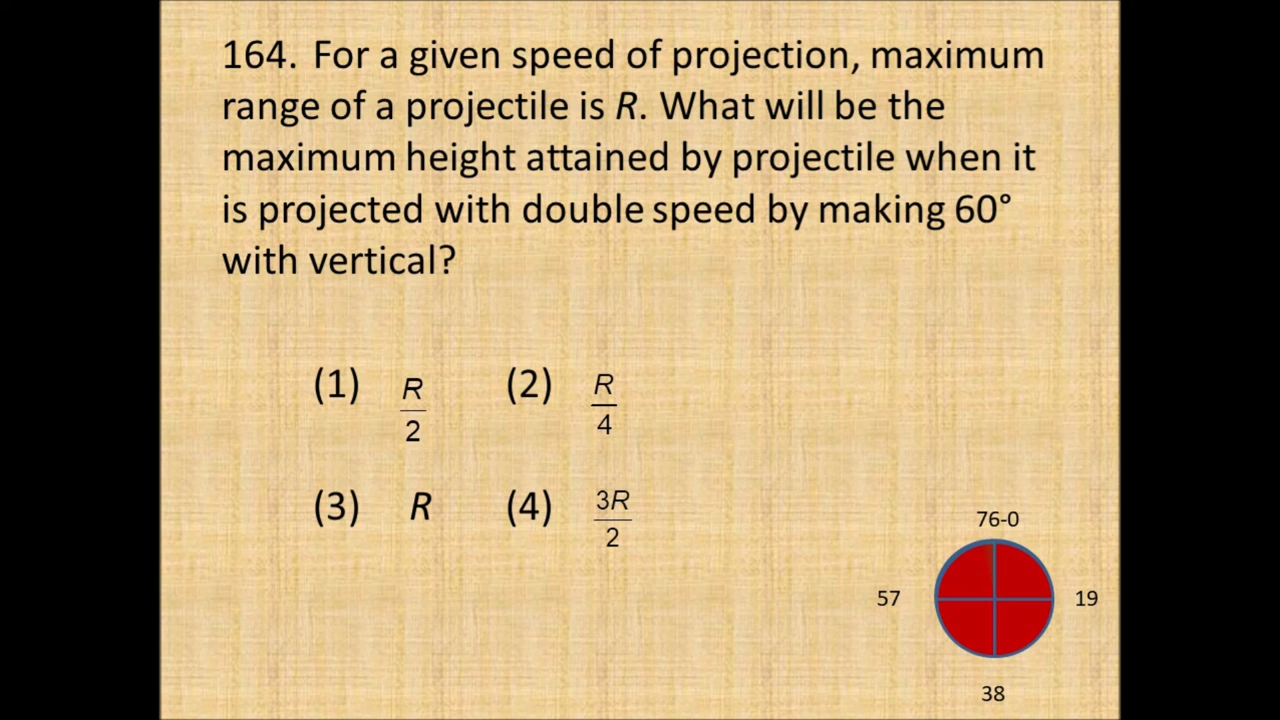 164. For a given speed of projection, maximum
range of a projectile is R. What will be the
maximum height attained by projectile when it
is projected with double speed by making 60°
with vertical?
(1) R/2 (2) R/4
(3) R (4) 3R/2
76-0
57 19
38